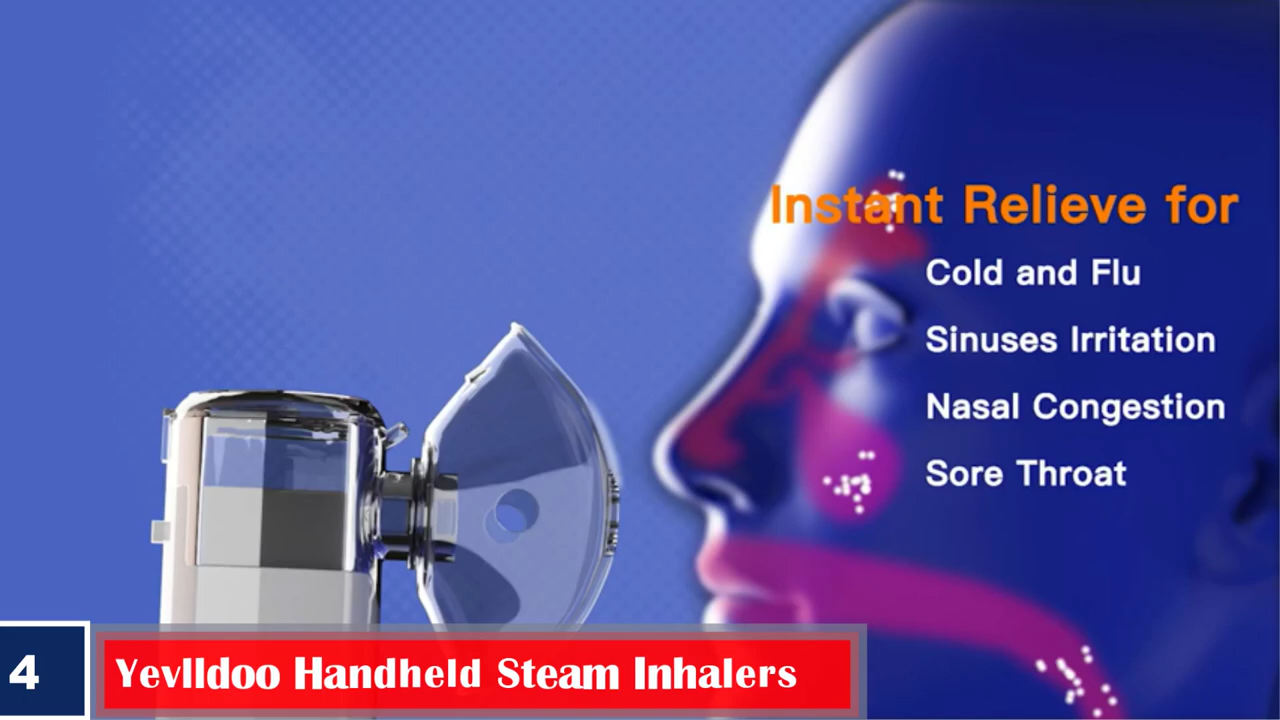 Instant Relieve for
Cold and Flu
Sinuses Irritation
Nasal Congestion
Sore Throat
4
Yevlldoo Handheld Steam Inhalers